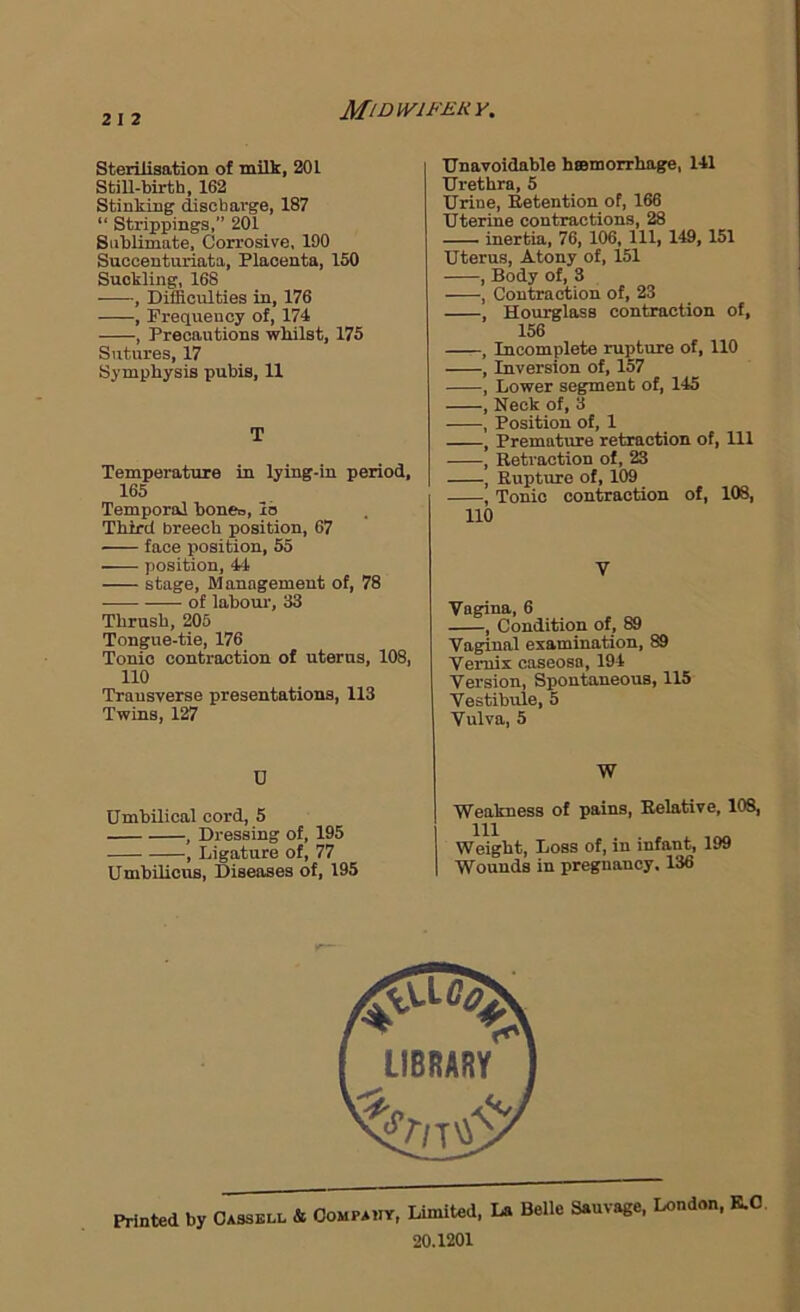 212
MIDWIFERY.
Sterilisation of milk, 201
Still-birth, 162
Stinking discharge, 187
“ Strippings,” 201
Sublimate, Corrosive, 190
Succenturiata, Placenta, 150
Suckling, 168
——, Difficulties in, 176
——, Frequency of, 174
——, Precautions whilst, 175
Sutures, 17
Symphysis pubis, 11
T
Temperature in lying-in period,
165
Temporal bones, 18
Third breech position, 67
—— face position, 55
—— position, 44
—— stage, Management of, 78
—— —— of labour, 33
Thrush, 205
Tongue-tie, 176
Tonic contraction of uterus, 108,
110
Transverse presentations, 113
Twins, 127
U
Umbilical cord, 5
—— ——, Dressing of, 195
—— ——, Ligature of, 77
Umbilicus, Diseases of, 195
Unavoidable hæmorrhage, 141
Urethra, 5
Urine, Retention of, 166
Uterine contractions, 28
—— inertia, 76, 106, 111, 149, 151
Uterus, Atony of, 151
——, Body of, 3
——, Contraction of, 23
——, Hourglass contraction of,
156
——, Incomplete rupture of, 110
——, Inversion of, 157
——, Lower segment of, 145
——, Neck of, 3
——, Position of, 1
——, Premature retraction of, 111
——, Retraction of, 23
——, Rupture of, 109
——, Tonic contraction of, 108,
110
V
Vagina, 6
——, Condition of, 89
Vaginal examination, 89
Vernix caseosa, 194
Version, Spontaneous, 115
Vestibule, 5
Vulva, 5
W
Weakness of pains, Relative, 108,
111
Weight, Loss of, in infant, 199
Wounds in pregnancy, 136
WELLCOME
LIBRARY
INSTITUTE
Printed by CASSELL & COMPANY, Limited, La Belle Sauvage, London, E.C.
20.1201